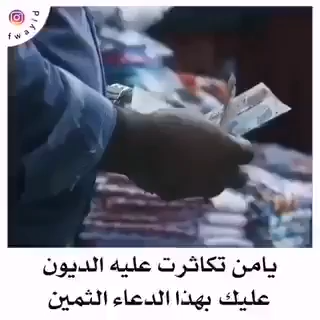 fwayid
يامن تكاثرت عليه الديون
عليك بهذا الدعاء الثمين